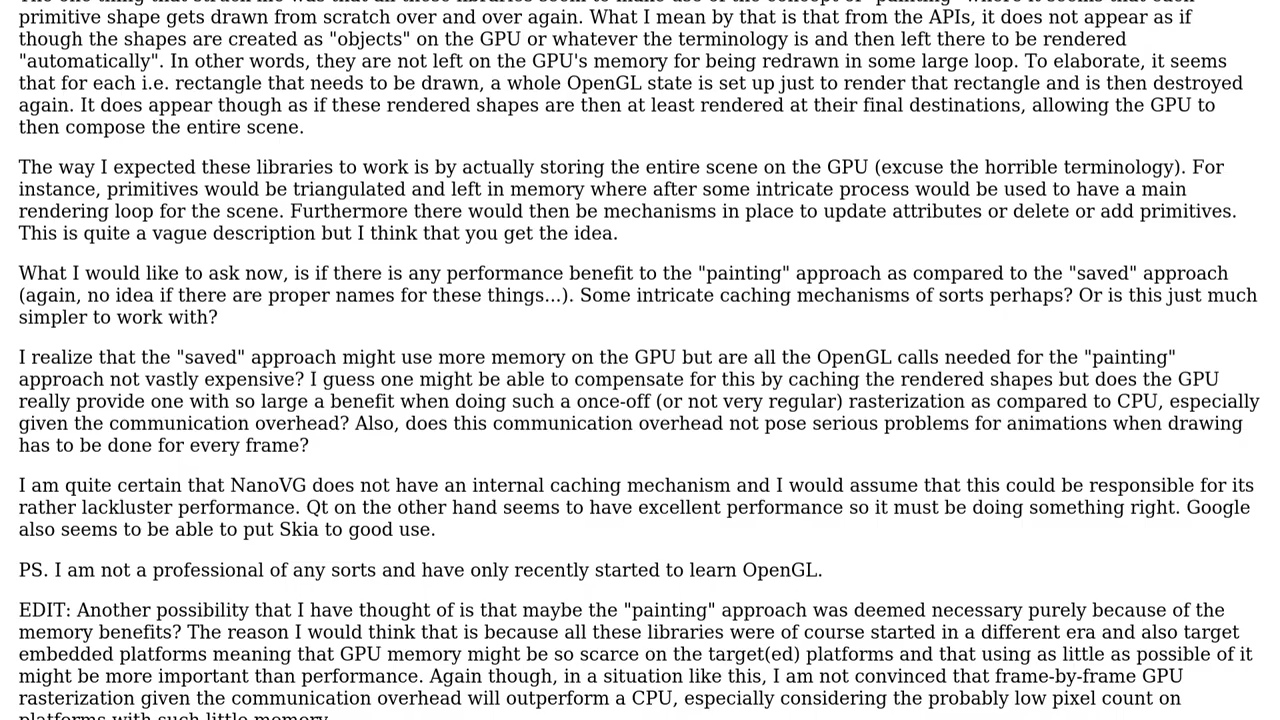 primitive shape gets drawn from scratch over and over again. What I mean by that is that from the APIs, it does not appear as if
though the shapes are created as "objects" on the GPU or whatever the terminology is and then left there to be rendered
"automatically". In other words, they are not left on the GPU's memory for being redrawn in some large loop. To elaborate, it seems
that for each i.e. rectangle that needs to be drawn, a whole OpenGL state is set up just to render that rectangle and is then destroyed
again. It does appear though as if these rendered shapes are then at least rendered at their final destinations, allowing the GPU to
then compose the entire scene.
The way I expected these libraries to work is by actually storing the entire scene on the GPU (excuse the horrible terminology). For
instance, primitives would be triangulated and left in memory where after some intricate process would be used to have a main
rendering loop for the scene. Furthermore there would then be mechanisms in place to update attributes or delete or add primitives.
This is quite a vague description but I think that you get the idea.
What I would like to ask now, is if there is any performance benefit to the "painting" approach as compared to the "saved" approach
(again, no idea if there are proper names for these things...). Some intricate caching mechanisms of sorts perhaps? Or is this just much
simpler to work with?
I realize that the "saved" approach might use more memory on the GPU but are all the OpenGL calls needed for the "painting"
approach not vastly expensive? I guess one might be able to compensate for this by caching the rendered shapes but does the GPU
really provide one with so large a benefit when doing such a once-off (or not very regular) rasterization as compared to CPU, especially
given the communication overhead? Also, does this communication overhead not pose serious problems for animations when drawing
has to be done for every frame?
I am quite certain that NanoVG does not have an internal caching mechanism and I would assume that this could be responsible for its
rather lackluster performance. Qt on the other hand seems to have excellent performance so it must be doing something right. Google
also seems to be able to put Skia to good use.
PS. I am not a professional of any sorts and have only recently started to learn OpenGL.
EDIT: Another possibility that I have thought of is that maybe the "painting" approach was deemed necessary purely because of the
memory benefits? The reason I would think that is because all these libraries were of course started in a different era and also target
embedded platforms meaning that GPU memory might be so scarce on the target(ed) platforms and that using as little as possible of it
might be more important than performance. Again though, in a situation like this, I am not convinced that frame-by-frame GPU
rasterization given the communication overhead will outperform a CPU, especially considering the probably low pixel count on
platforms with such little memory.